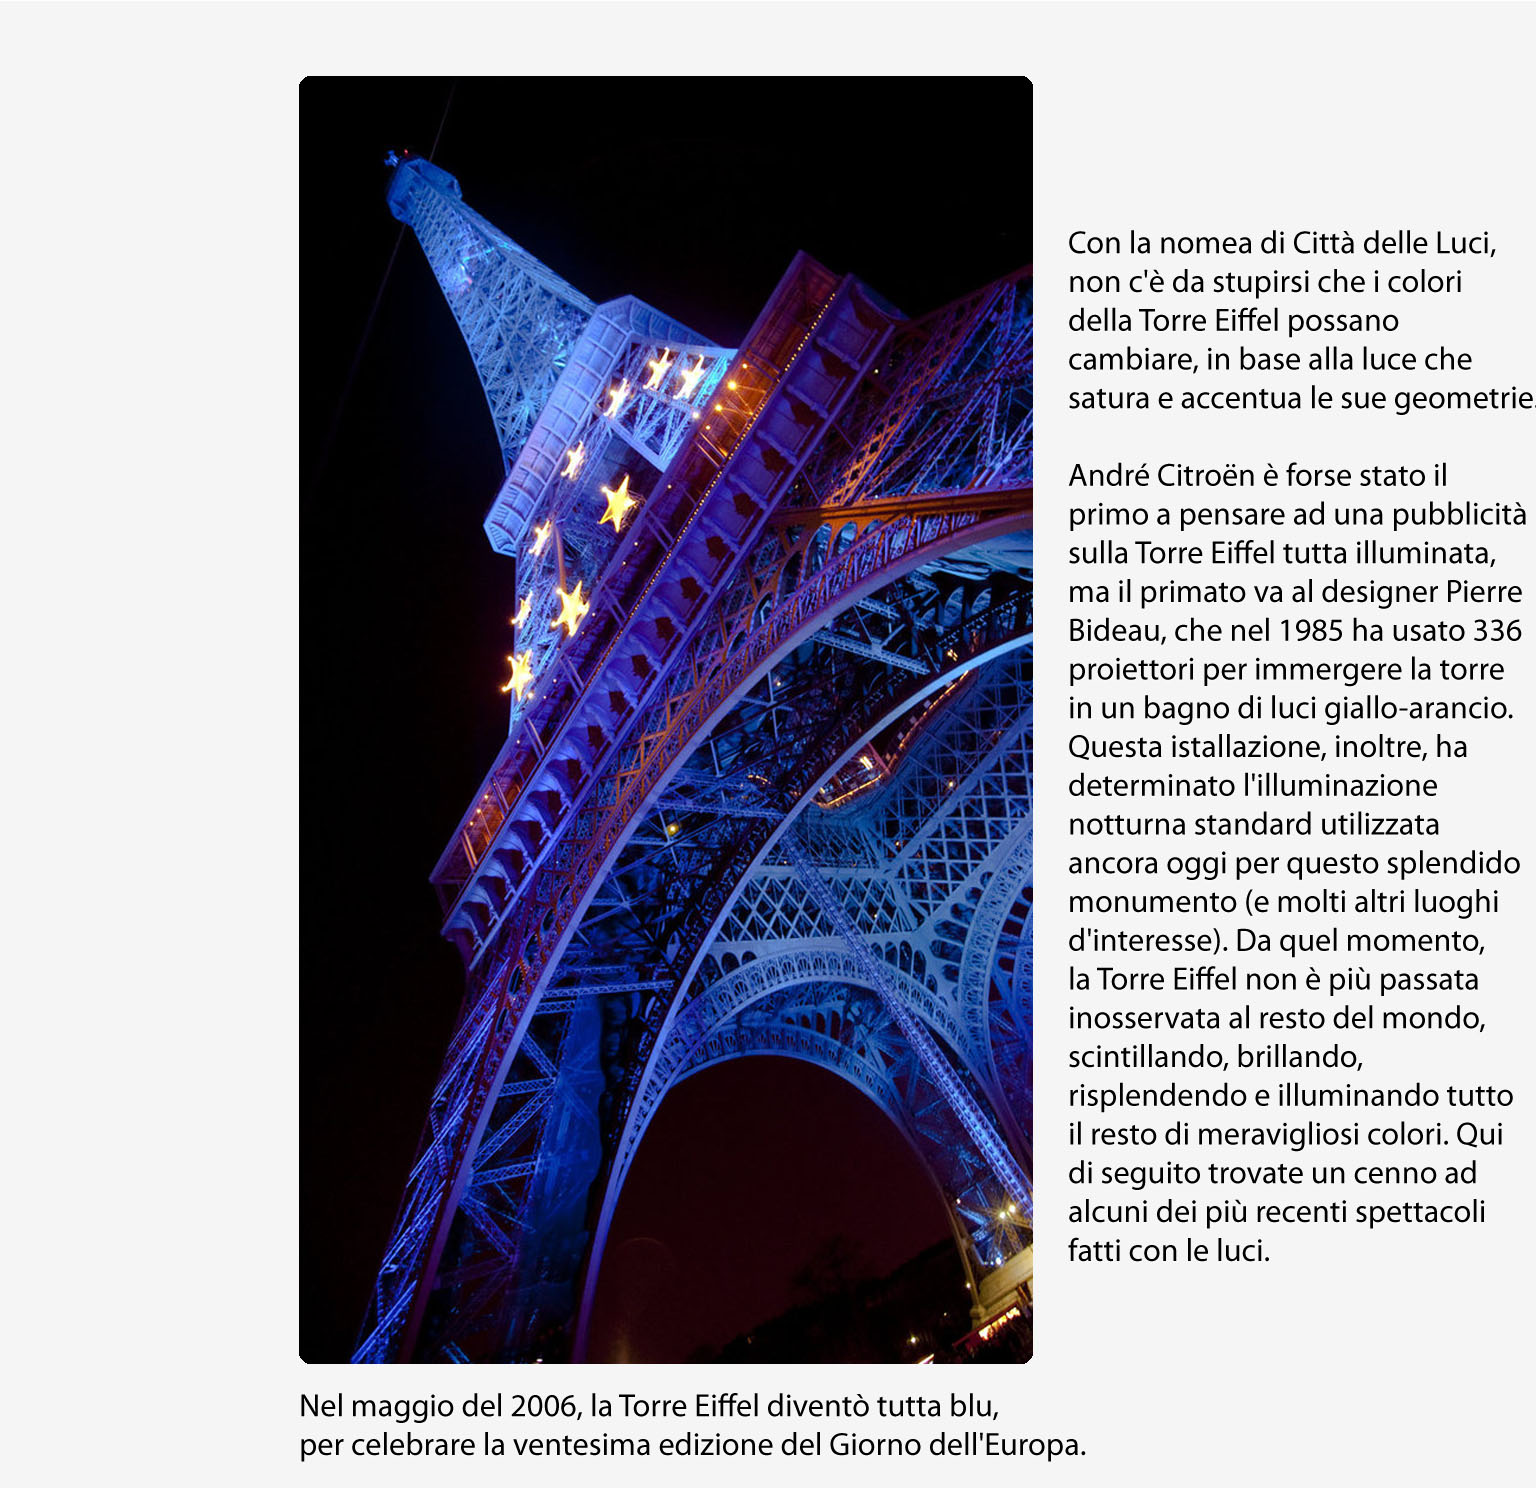 Con la nomea di Città delle Luci,
non c'è da stupirsi che i colori
della Torre Eiffel possano
cambiare, in base alla luce che
satura e accentua le sue geometrie.
André Citroën è forse stato il
primo a pensare ad una pubblicità
sulla Torre Eiffel tutta illuminata,
ma il primato va al designer Pierre
Bideau, che nel 1985 ha usato 336
proiettori per immergere la torre
in un bagno di luci giallo-arancio.
Questa istallazione, inoltre, ha
determinato l'illuminazione
notturna standard utilizzata
ancora oggi per questo splendido
monumento (e molti altri luoghi
d'interesse). Da quel momento,
la Torre Eiffel non è più passata
inosservata al resto del mondo,
scintillando, brillando,
risplendendo e illuminando tutto
il resto di meravigliosi colori. Qui
di seguito trovate un cenno ad
alcuni dei più recenti spettacoli
fatti con le luci.
Nel maggio del 2006, la Torre Eiffel diventò tutta blu,
per celebrare la ventesima edizione del Giorno dell'Europa.